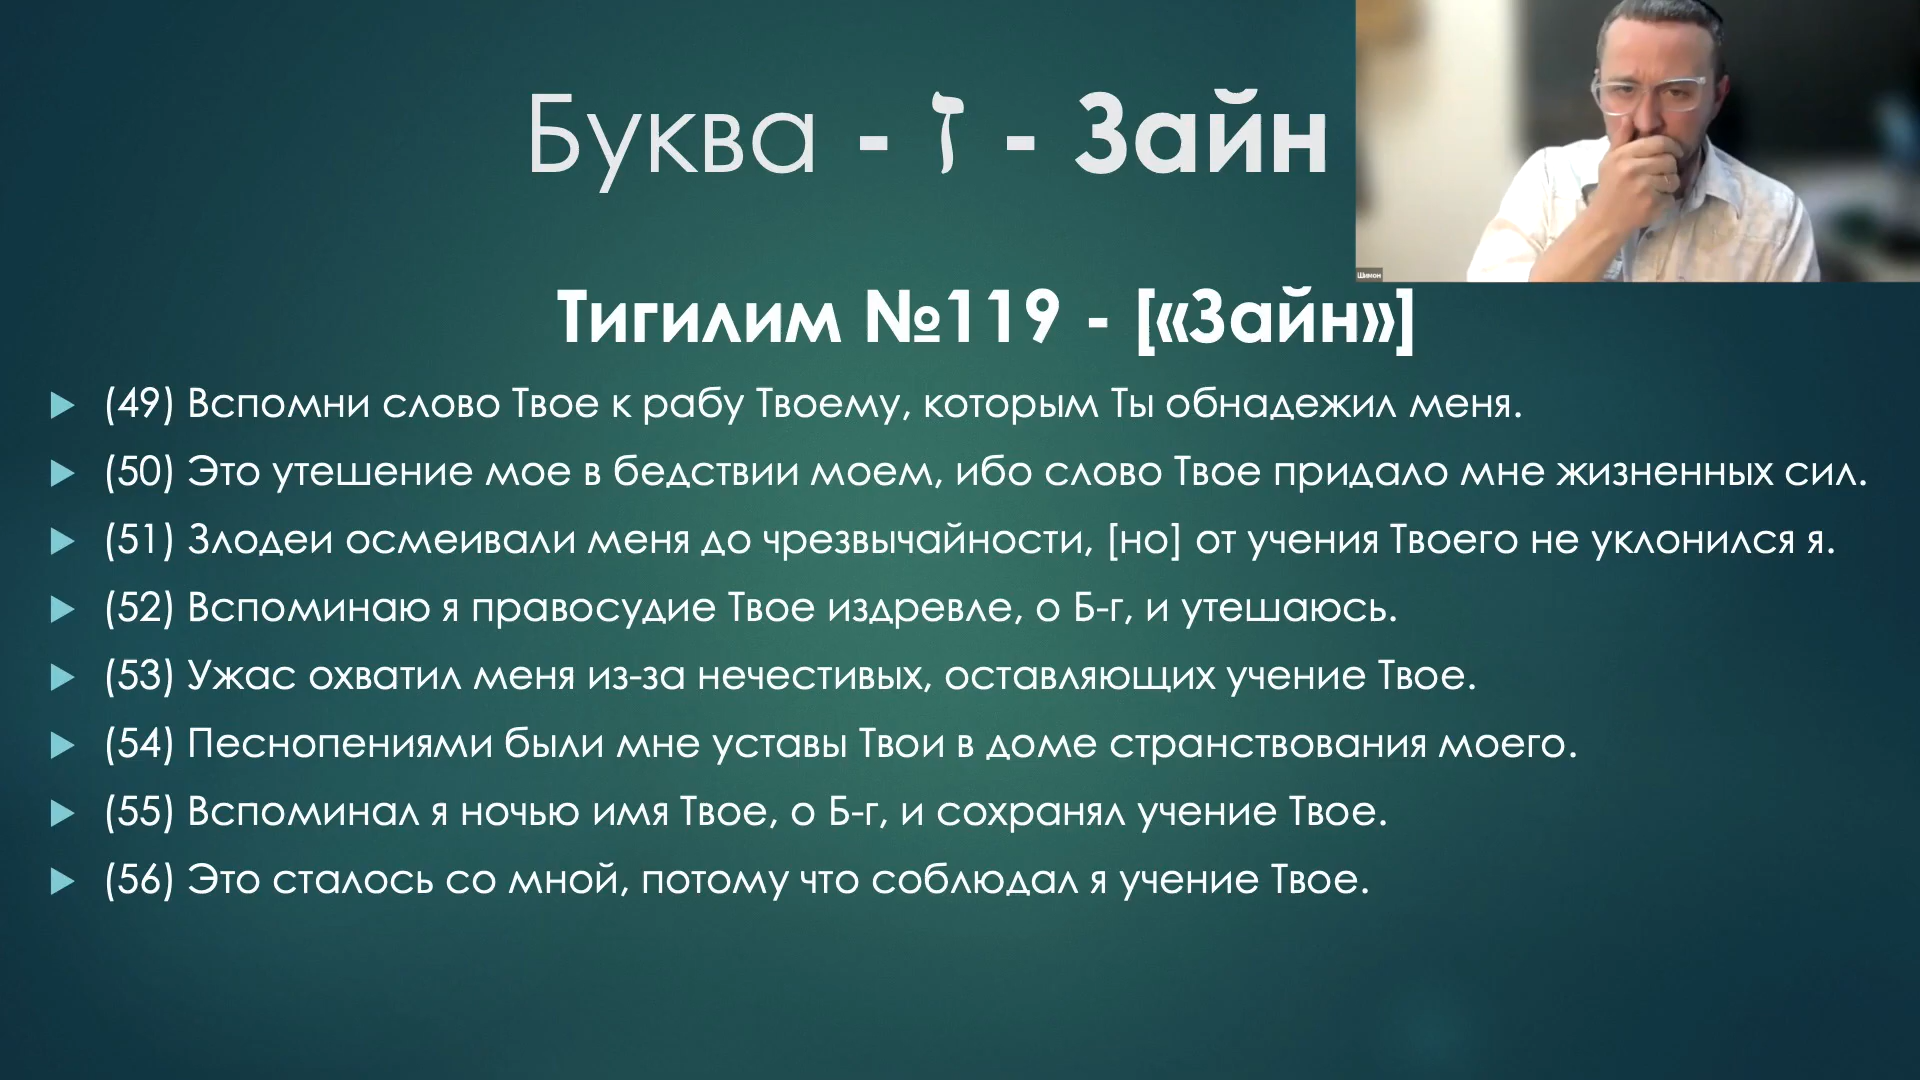 Буква - ז - Зайн
Шимон
Тигилим №119 - [«Зайн»]
(49) Вспомни слово Твое к рабу Твоему, которым Ты обнадежил меня.
(50) Это утешение мое в бедствии моем, ибо слово Твое придало мне жизненных сил.
(51) Злодеи осмеивали меня до чрезвычайности, [но] от учения Твоего не уклонился я.
(52) Вспоминаю я правосудие Твое издревле, о Б-г, и утешаюсь.
(53) Ужас охватил меня из-за нечестивых, оставляющих учение Твое.
(54) Песнопениями были мне уставы Твои в доме странствования моего.
(55) Вспоминал я ночью имя Твое, о Б-г, и сохранял учение Твое.
(56) Это сталось со мной, потому что соблюдал я учение Твое.